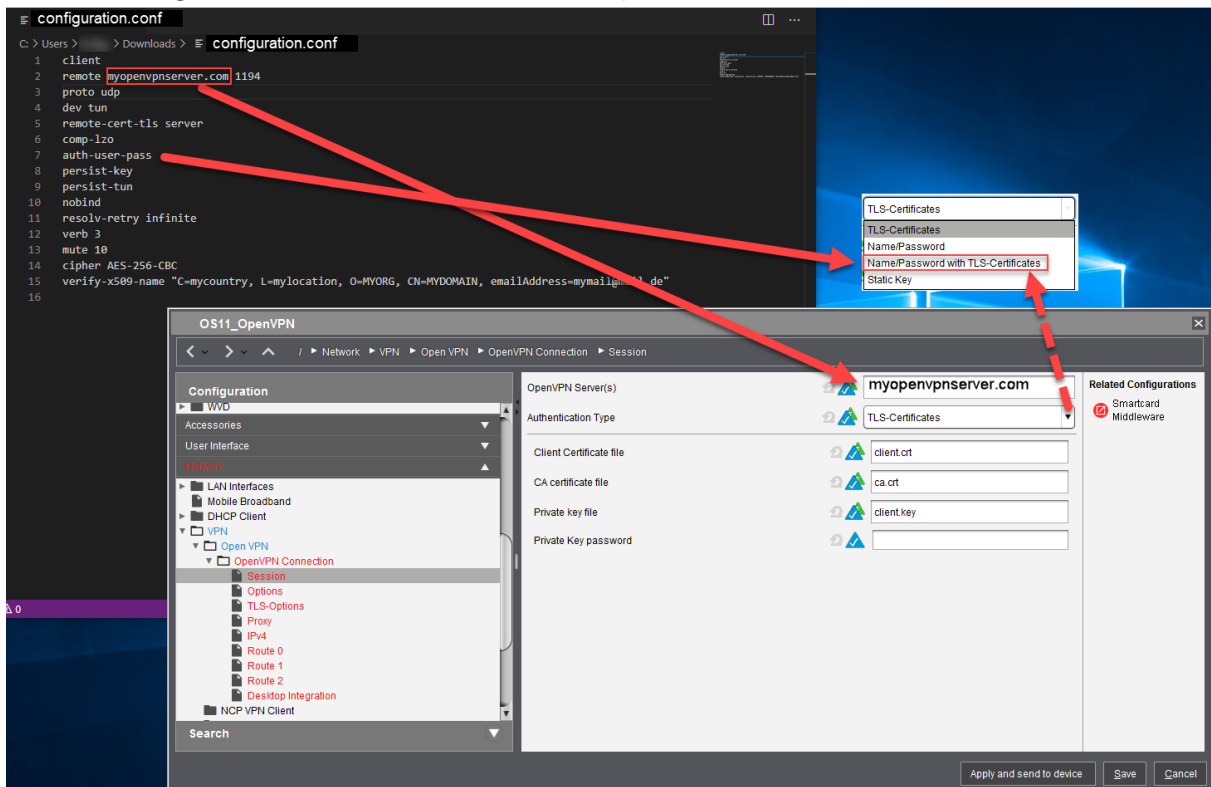 configuration.conf
C: > Users > > Downloads > configuration.conf
1 client
2 remote myopenvpnserver.com 1194
3 proto udp
4 dev tun
5 remote-cert-tls server
6 comp-lzo
7 auth-user-pass
8 persist-key
9 persist-tun
10 nobind
11 resolv-retry infinite
12 verb 3
13 mute 10
14 cipher AES-256-CBC
15 verify-x509-name "C=mycountry, L=mylocation, O=MYORG, CN=MYDOMAIN, emailAddress=mymail@ .de"
16
TLS-Certificates
TLS-Certificates
Name/Password
Name/Password with TLS-Certificates
Static Key
0
OS11_OpenVPN
/ Network VPN Open VPN OpenVPN Connection Session
Configuration
WVD
Accessories
User Interface
Network
LAN Interfaces
Mobile Broadband
DHCP Client
VPN
Open VPN
OpenVPN Connection
Session
Options
TLS-Options
Proxy
IPv4
Route 0
Route 1
Route 2
Desktop Integration
NCP VPN Client
Search
OpenVPN Server(s) myopenvpnserver.com
Authentication Type TLS-Certificates
Client Certificate file client.crt
CA certificate file ca.crt
Private key file client.key
Private Key password
Related Configurations
Smartcard
Middleware
Apply and send to device Save Cancel